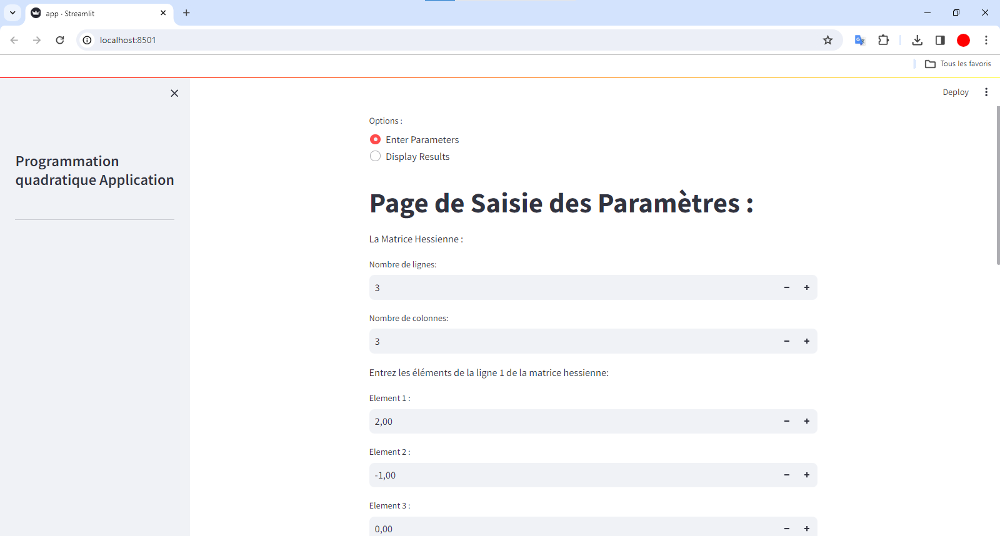 app · Streamlit
localhost:8501
Tous les favoris
Deploy
Programmation
quadratique Application
Options :
Enter Parameters
Display Results
Page de Saisie des Paramètres :
La Matrice Hessienne :
Nombre de lignes:
3
Nombre de colonnes:
3
Entrez les éléments de la ligne 1 de la matrice hessienne:
Element 1 :
2,00
Element 2 :
-1,00
Element 3 :
0,00